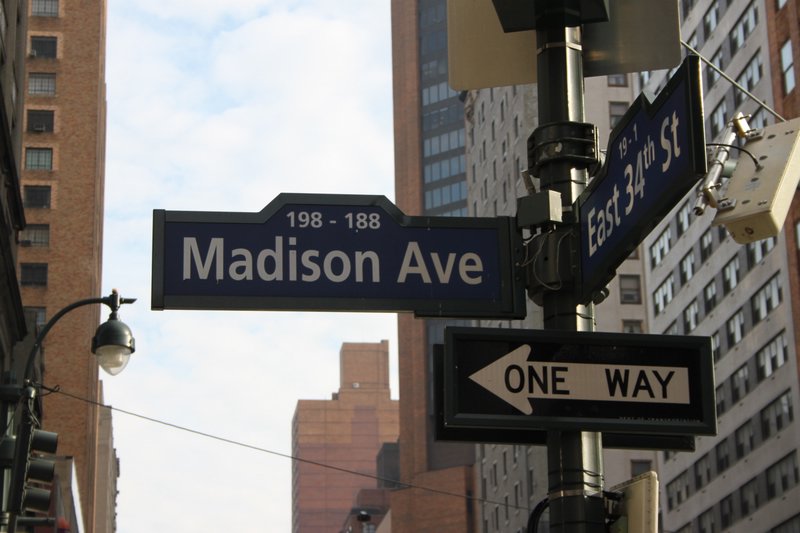 198 - 188
Madison Ave
19 - 1
East 34th St
ONE WAY